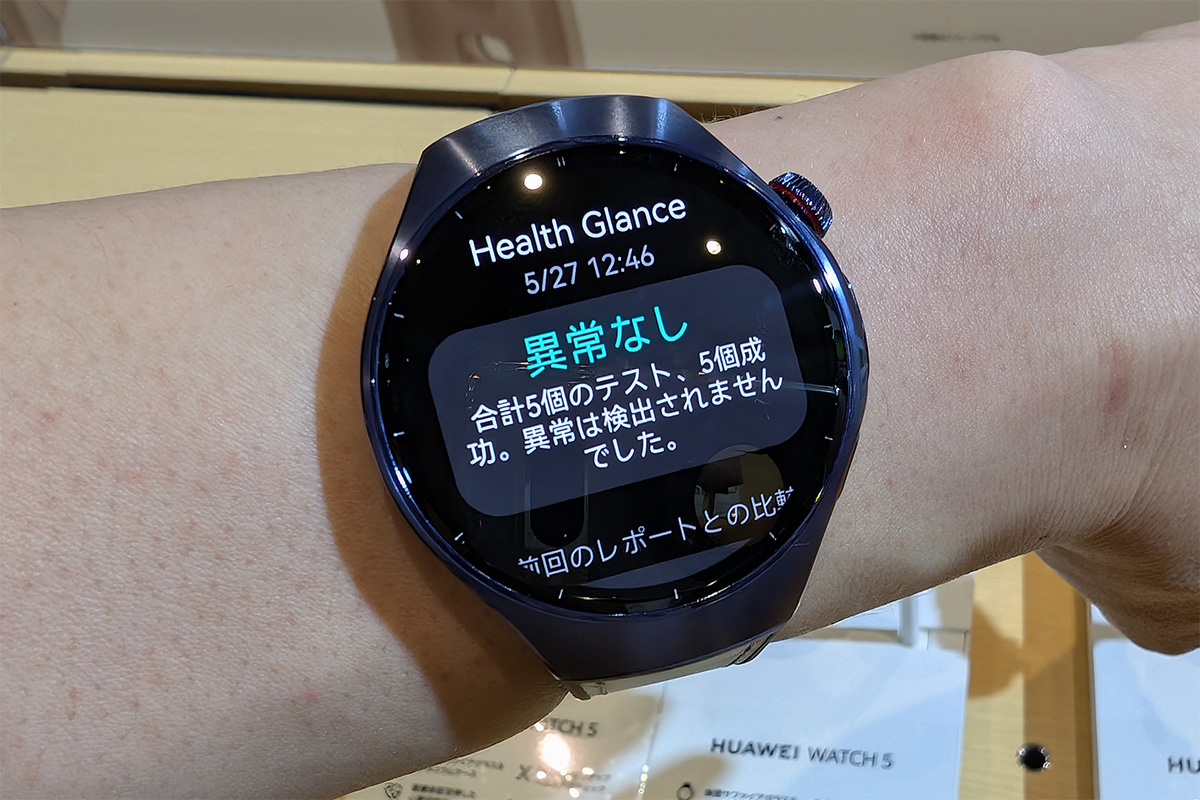 Health Glance
5/27 12:46
異常なし
合計5個のテスト、5個成
功。異常は検出されません
でした。
前回のレポートとの比較
WATCH 5
HUAWEI WATCH 5
HU